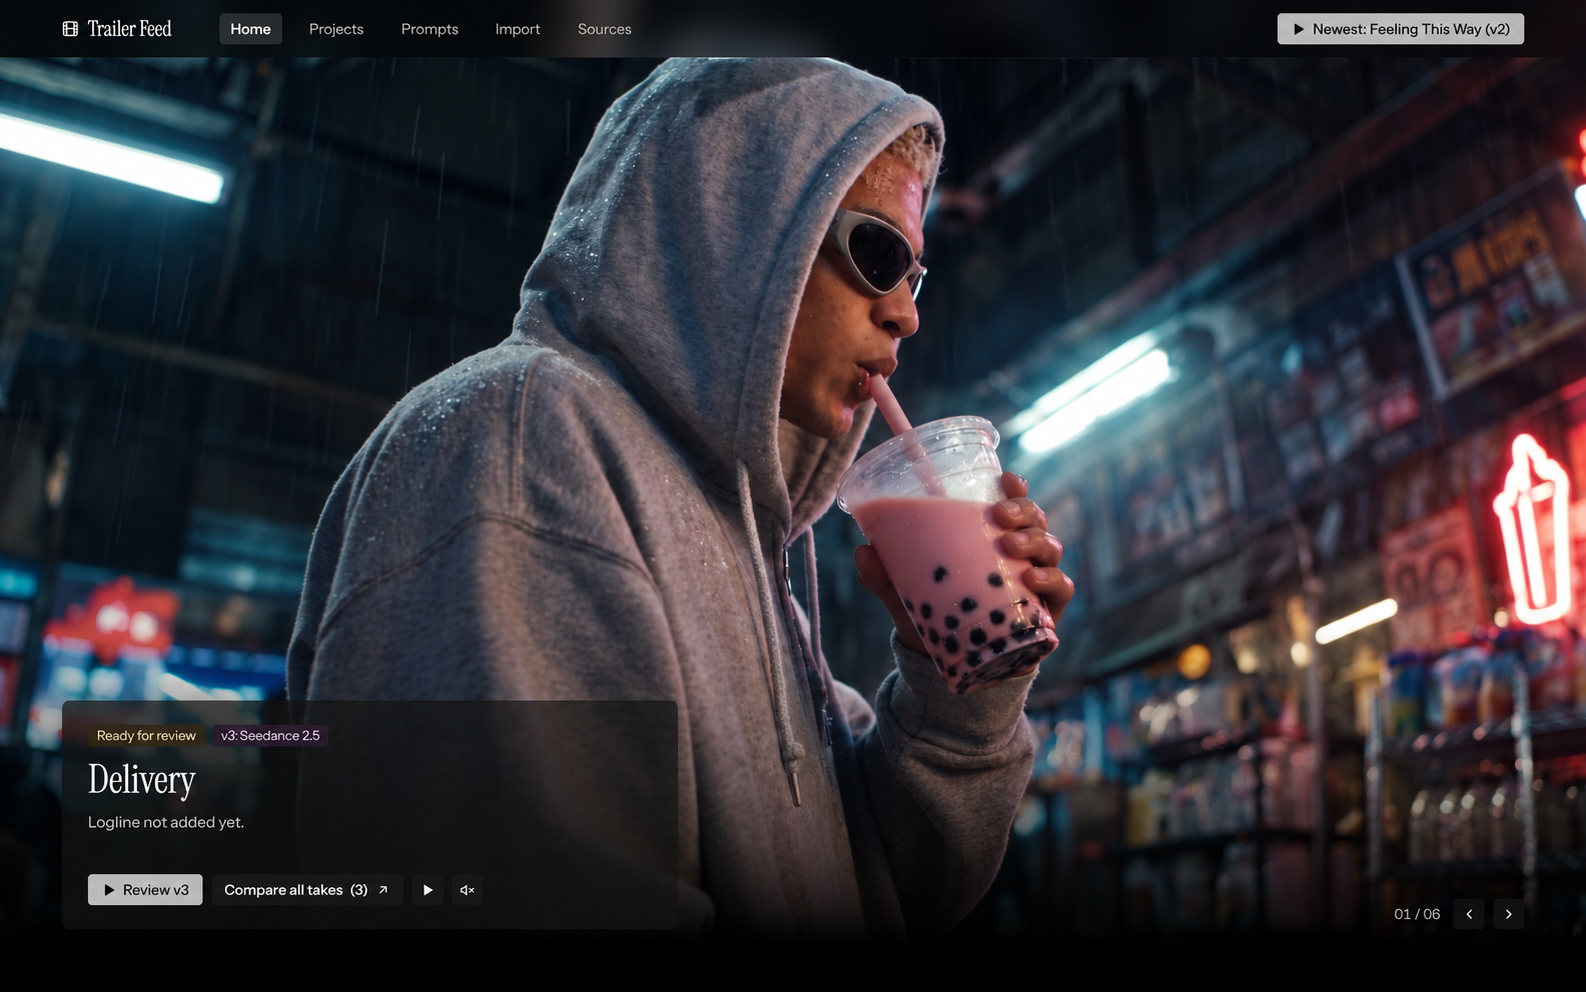 Trailer Feed
Home
Projects
Prompts
Import
Sources
Newest: Feeling This Way (v2)
Ready for review
v3: Seedance 2.5
Delivery
Logline not added yet.
Review v3
Compare all takes (3)
01 / 06